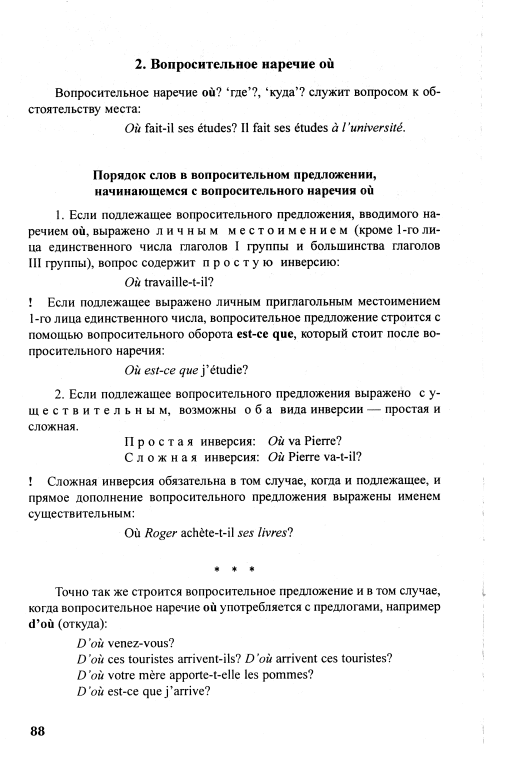 2. Вопросительное наречие où
Вопросительное наречие où? ‘где’?, ‘куда’? служит вопросом к об-
стоятельству места:
Où fait-il ses études? Il fait ses études à l’université.
Порядок слов в вопросительном предложении,
начинающемся с вопросительного наречия où
1. Если подлежащее вопросительного предложения, вводимого на-
речием où, выражено л и ч н ы м  м е с т о и м е н и е м (кроме 1-го ли-
ца единственного числа глаголов I группы и большинства глаголов
III группы), вопрос содержит п р о с т у ю инверсию:
Où travaille-t-il?
! Если подлежащее выражено личным приглагольным местоимением
1-го лица единственного числа, вопросительное предложение строится с
помощью вопросительного оборота est-ce que, который стоит после во-
просительного наречия:
Où est-ce que j’étudie?
2. Если подлежащее вопросительного предложения выражено с у-
щ е с т в и т е л ь н ы м, возможны о б а вида инверсии — простая и
сложная.
П р о с т а я инверсия: Où va Pierre?
С л о ж н а я инверсия: Où Pierre va-t-il?
! Сложная инверсия обязательна в том случае, когда и подлежащее, и
прямое дополнение вопросительного предложения выражены именем
существительным:
Où Roger achète-t-il ses livres?
* * *
Точно так же строится вопросительное предложение и в том случае,
когда вопросительное наречие où употребляется с предлогами, например
d’où (откуда):
D’où venez-vous?
D’où ces touristes arrivent-ils? D’où arrivent ces touristes?
D’où votre mère apporte-t-elle les pommes?
D’où est-ce que j’arrive?
88